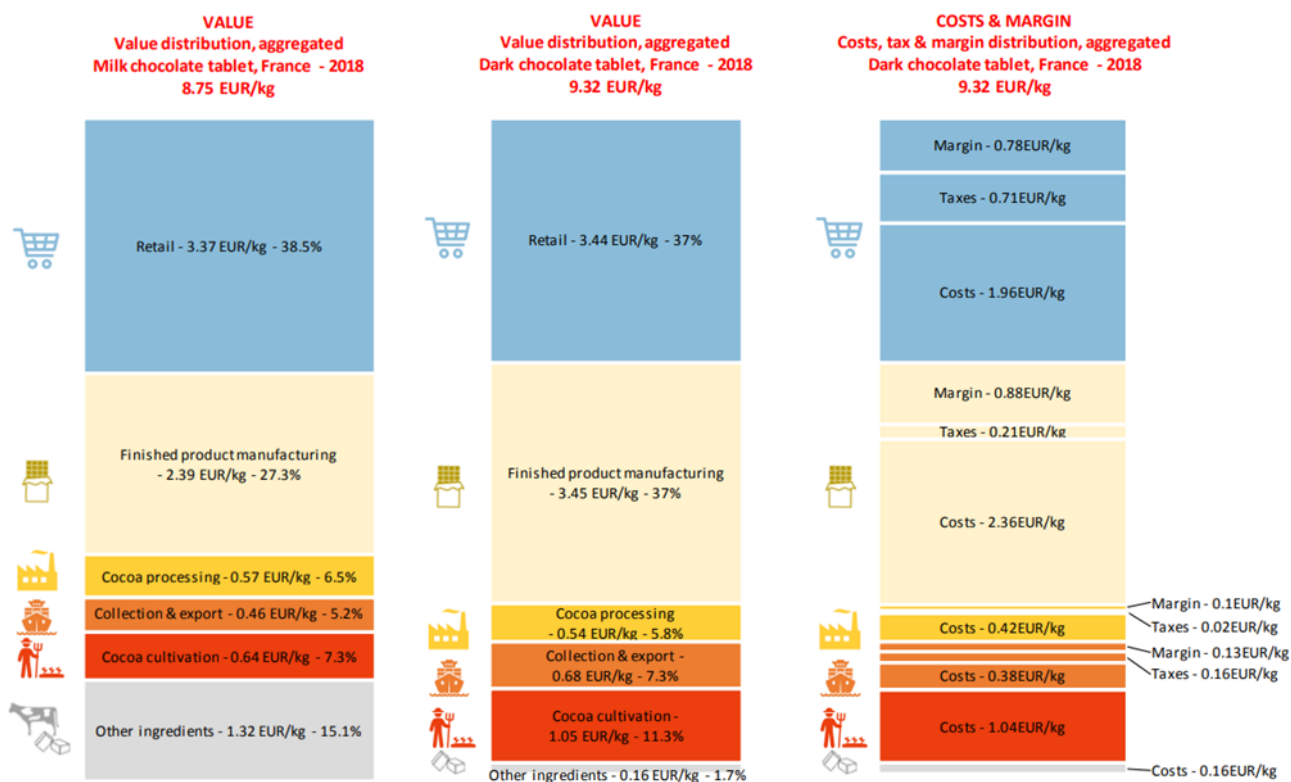 VALUE
Value distribution, aggregated
Milk chocolate tablet, France - 2018
8.75 EUR/kg
Retail - 3.37 EUR/kg - 38.5%
Finished product manufacturing
- 2.39 EUR/kg - 27.3%
Cocoa processing - 0.57 EUR/kg - 6.5%
Collection & export - 0.46 EUR/kg - 5.2%
Cocoa cultivation - 0.64 EUR/kg - 7.3%
Other ingredients - 1.32 EUR/kg - 15.1%
VALUE
Value distribution, aggregated
Dark chocolate tablet, France - 2018
9.32 EUR/kg
Retail - 3.44 EUR/kg - 37%
Finished product manufacturing
- 3.45 EUR/kg - 37%
Cocoa processing
- 0.54 EUR/kg - 5.8%
Collection & export -
0.68 EUR/kg - 7.3%
Cocoa cultivation -
1.05 EUR/kg - 11.3%
Other ingredients - 0.16 EUR/kg - 1.7%
COSTS & MARGIN
Costs, tax & margin distribution, aggregated
Dark chocolate tablet, France - 2018
9.32 EUR/kg
Margin - 0.78EUR/kg
Taxes - 0.71EUR/kg
Costs - 1.96EUR/kg
Margin - 0.88EUR/kg
Taxes - 0.21EUR/kg
Costs - 2.36EUR/kg
Margin - 0.1EUR/kg
Taxes - 0.02EUR/kg
Costs - 0.42EUR/kg
Margin - 0.13EUR/kg
Taxes - 0.16EUR/kg
Costs - 0.38EUR/kg
Costs - 1.04EUR/kg
Costs - 0.16EUR/kg